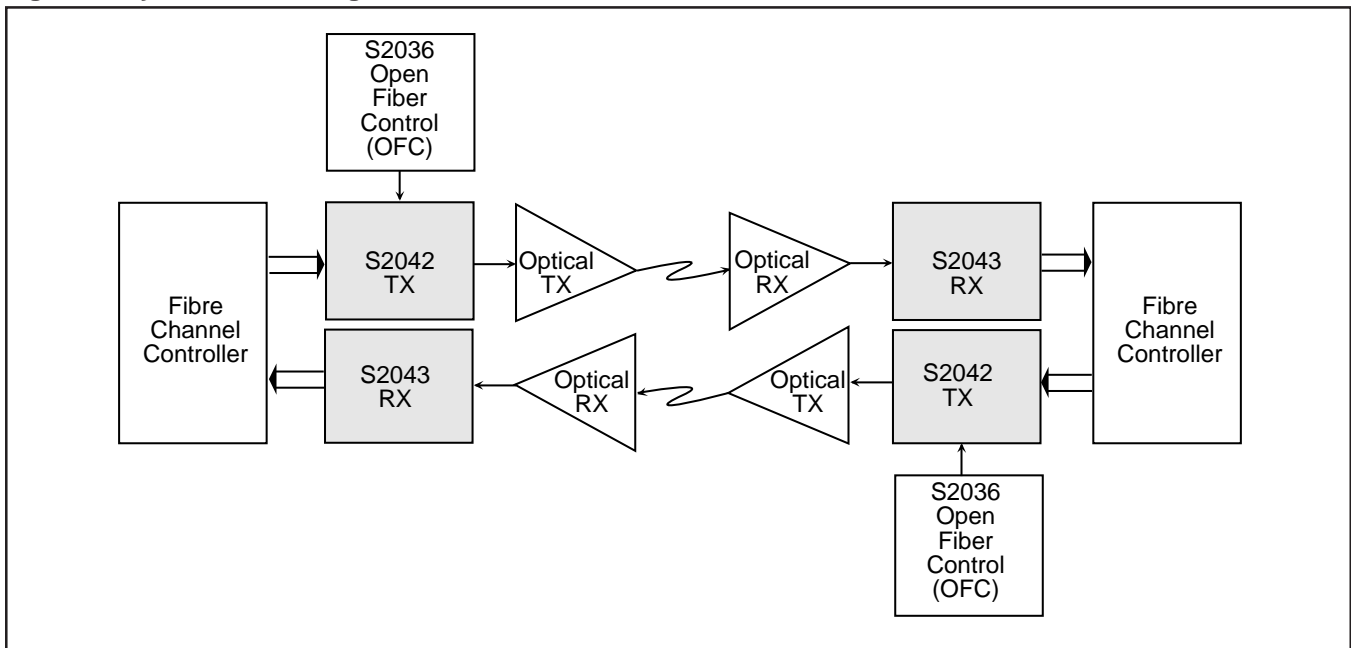 S2036
Open
Fiber
Control
(OFC)
Fibre
Channel
Controller
S2042
TX
Optical
TX
Optical
RX
S2043
RX
Fibre
Channel
Controller
S2043
RX
Optical
RX
Optical
TX
S2042
TX
S2036
Open
Fiber
Control
(OFC)